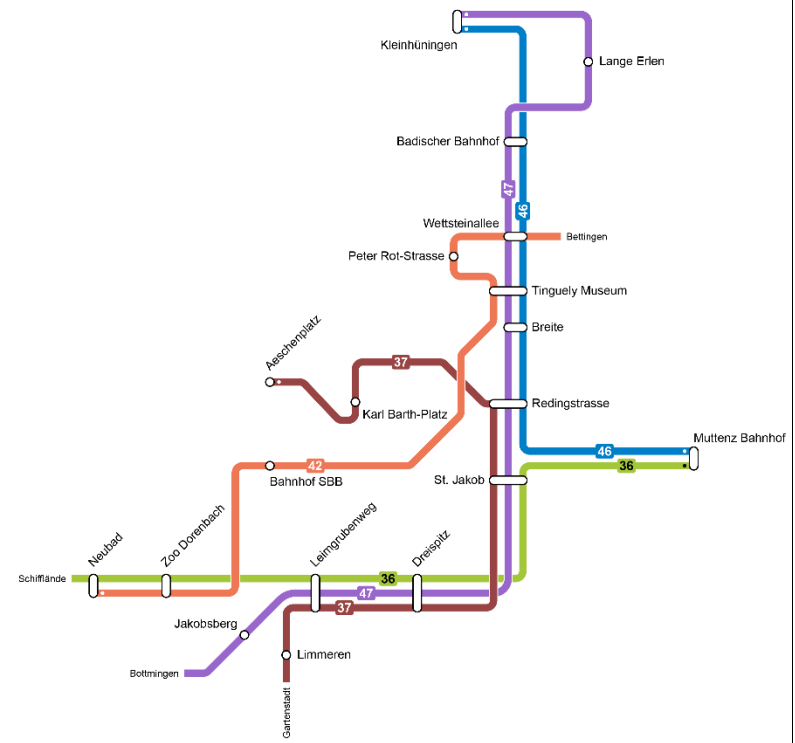 Kleinhüningen
Lange Erlen
Badischer Bahnhof
47
46
Wettsteinallee
Bettingen
Peter Rot-Strasse
Tinguely Museum
Breite
Aeschenplatz
37
Karl Barth-Platz
Redingstrasse
Muttenz Bahnhof
46
36
42
Bahnhof SBB
St. Jakob
Neubad
Zoo Dorenbach
Leimgrubenweg
Dreispitz
Schifflände
36
47
37
Jakobsberg
Limmeren
Bottmingen
Gartenstadt